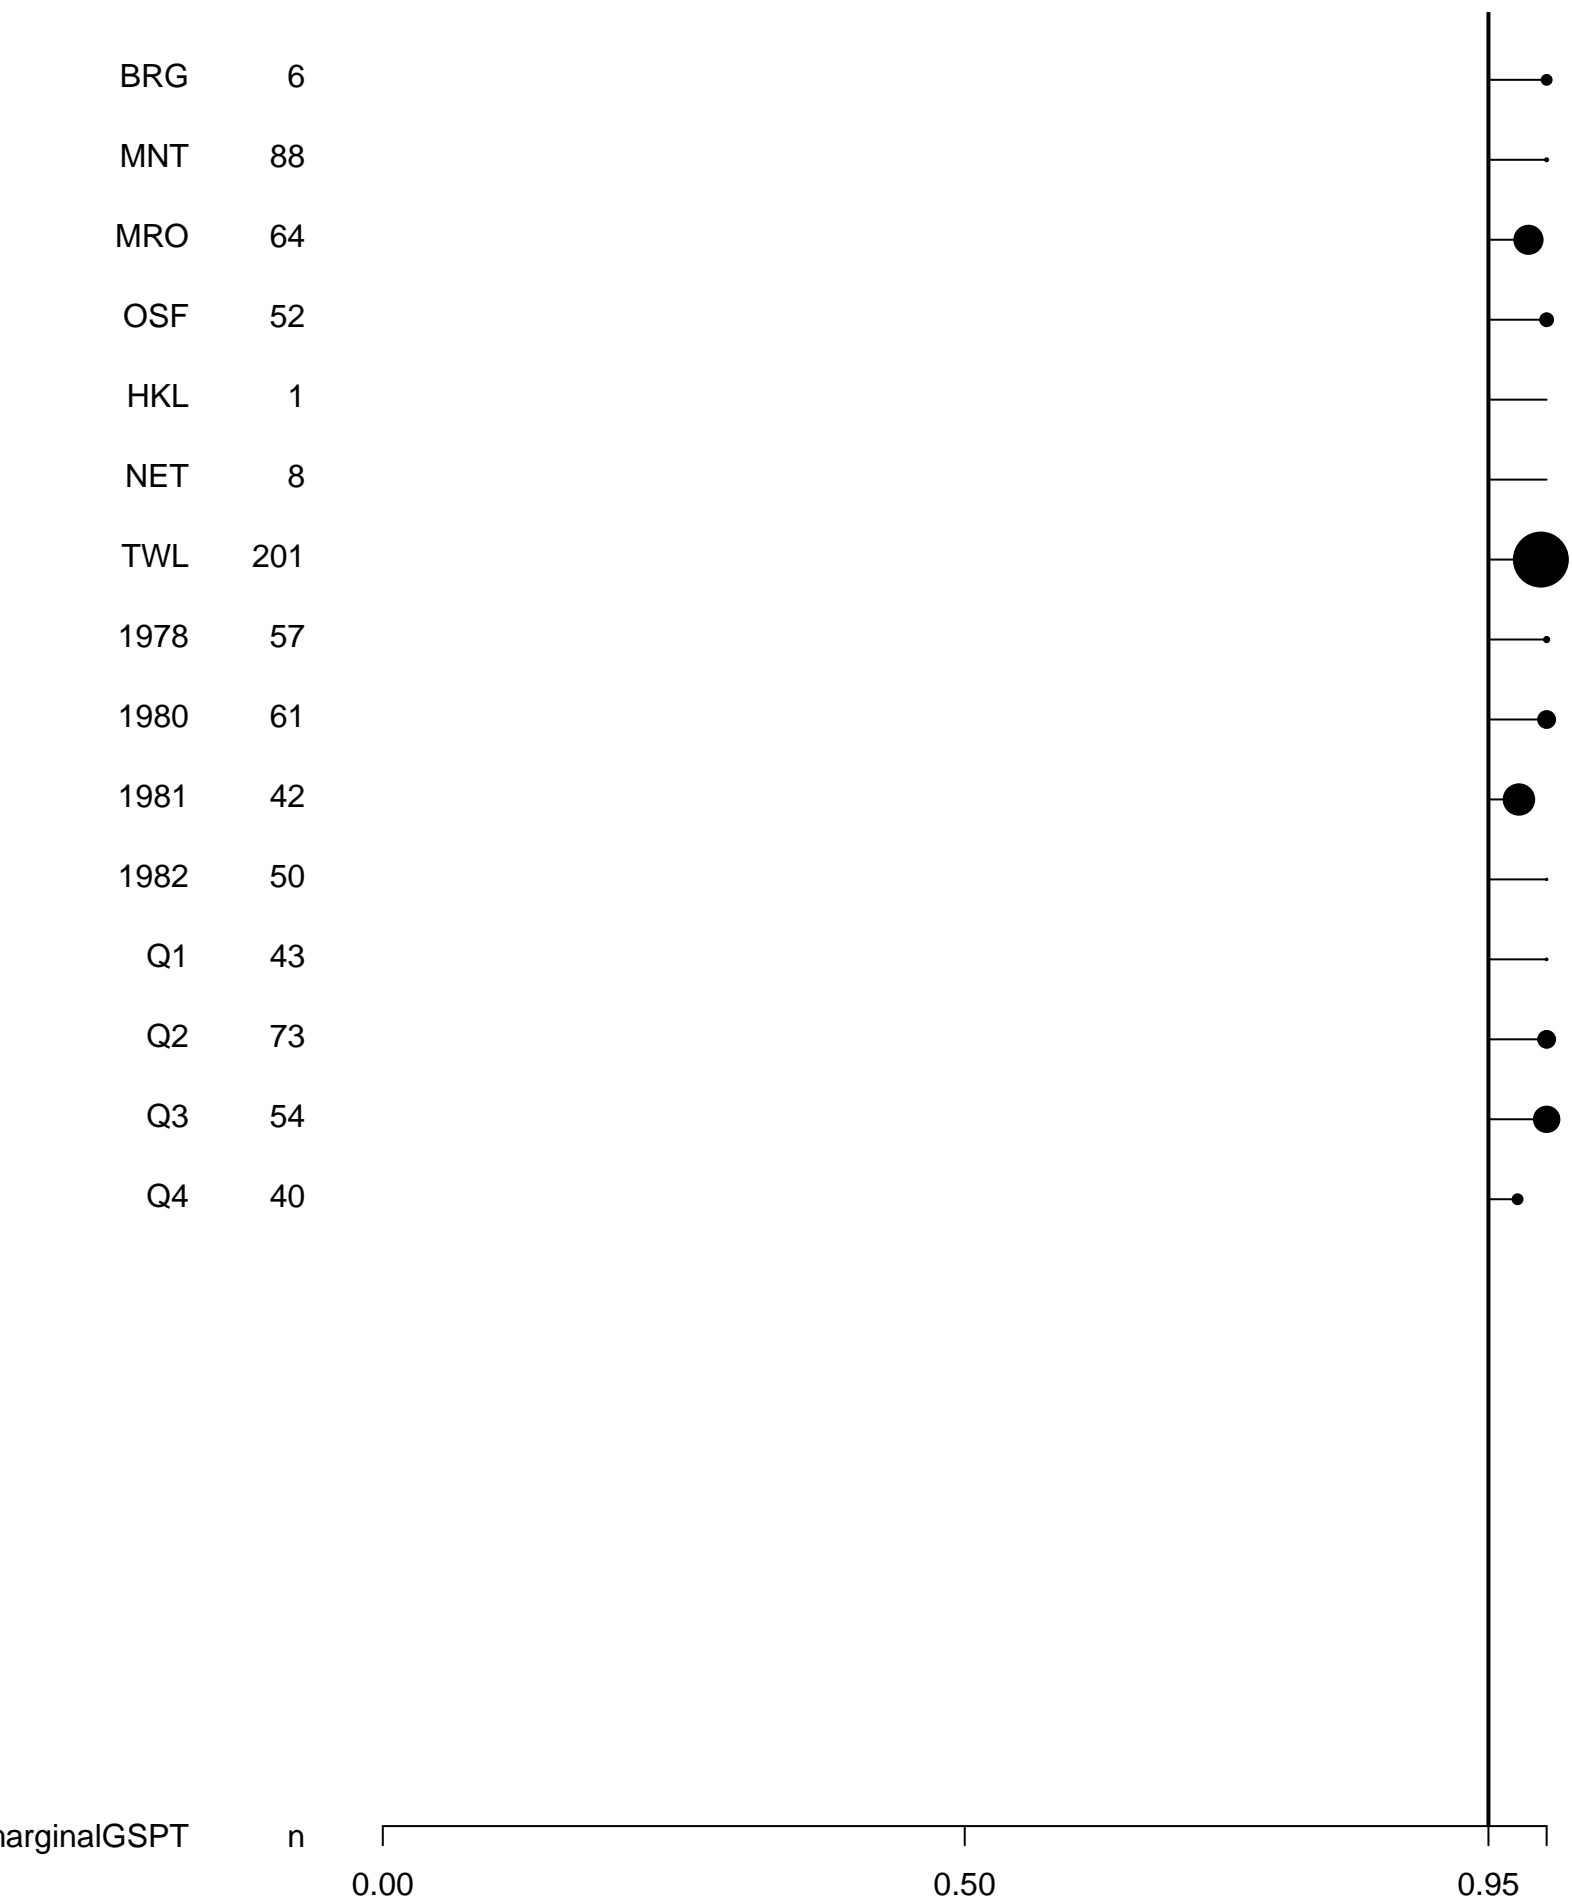 BRG 6
MNT 88
MRO 64
OSF 52
HKL 1
NET 8
TWL 201
1978 57
1980 61
1981 42
1982 50
Q1 43
Q2 73
Q3 54
Q4 40
arginalGSPT n
0.00 0.50 0.95